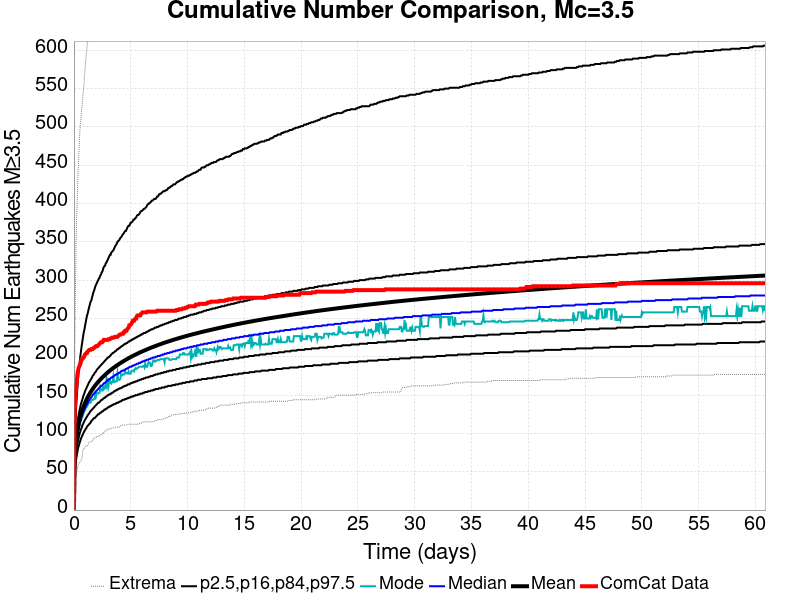 Cumulative Number Comparison, Mc=3.5
Cumulative Num Earthquakes M≥3.5
600
550
500
450
400
350
300
250
200
150
100
50
0
0 5 10 15 20 25 30 35 40 45 50 55 60
Time (days)
Extrema p2.5,p16,p84,p97.5 Mode Median Mean ComCat Data